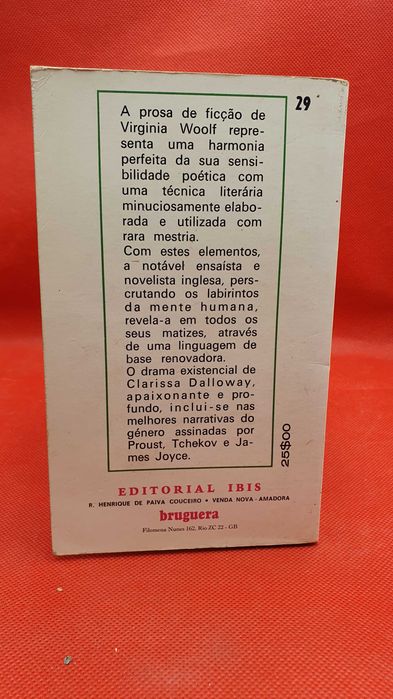 29
A prosa de ficção de
Virginia Woolf repre-
senta uma harmonia
perfeita da sua sensi-
bilidade poética com
uma técnica literária
minuciosamente elabo-
rada e utilizada com
rara mestria.
Com estes elementos,
a notável ensaísta e
novelista inglesa, pers-
crutando os labirintos
da mente humana,
revela-a em todos os
seus matizes, através
de uma linguagem de
base renovadora.
O drama existencial de
Clarissa Dalloway,
apaixonante e pro-
fundo, inclui-se nas
melhores narrativas do
género assinadas por
Proust, Tchekov e Ja-
mes Joyce.
25$00
EDITORIAL IBIS
R. HENRIQUE DE PAIVA COUCEIRO • VENDA NOVA - AMADORA
bruguera
Filomena Nunes 162, Rio ZC 22 - GB